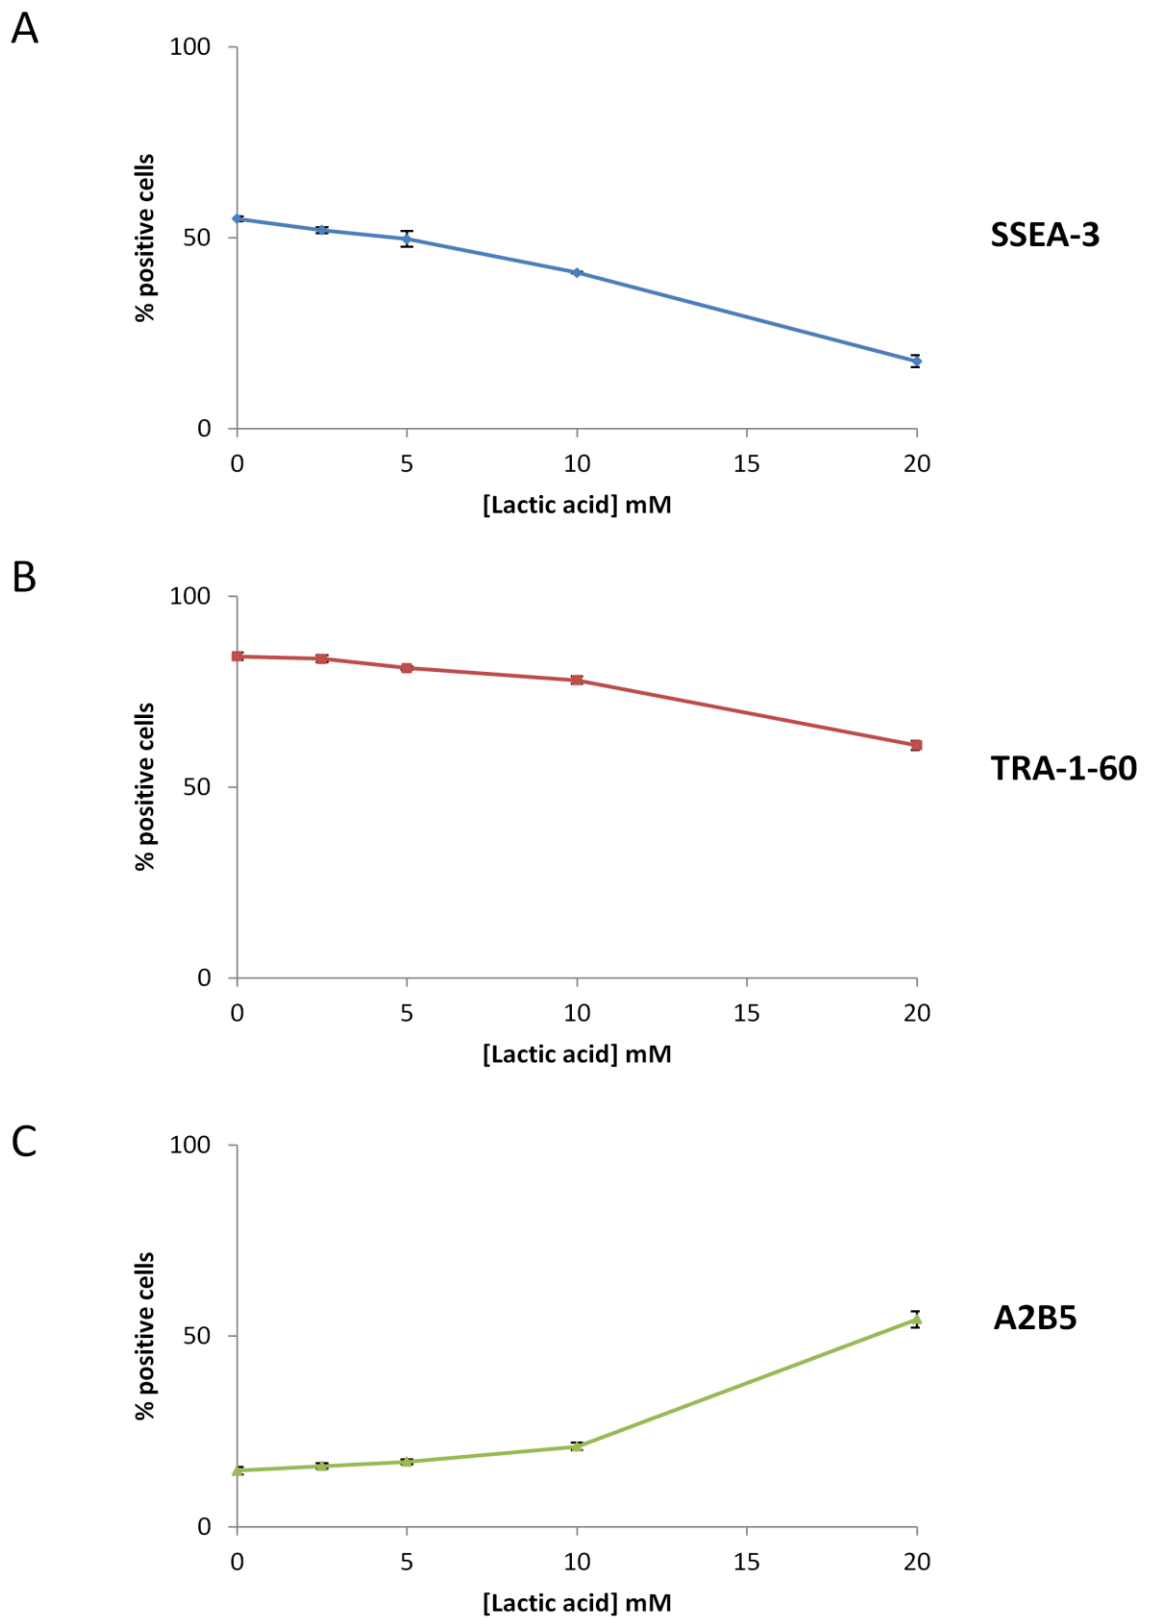 A
100
50
0
% positive cells
0 5 10 15 20
[Lactic acid] mM
SSEA-3
B
100
50
0
% positive cells
0 5 10 15 20
[Lactic acid] mM
TRA-1-60
C
100
50
0
% positive cells
0 5 10 15 20
[Lactic acid] mM
A2B5